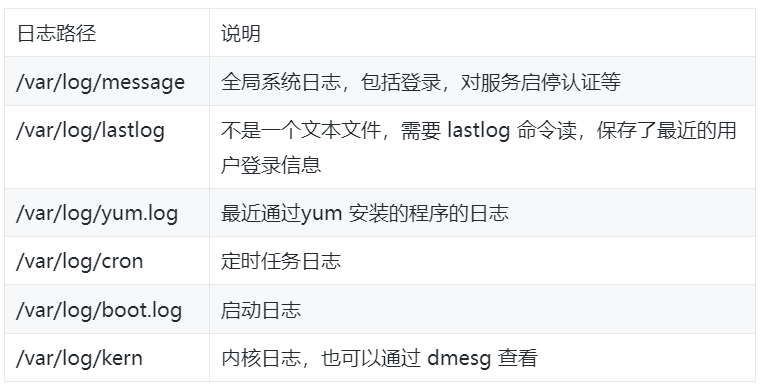 日志路径 说明
/var/log/message 全局系统日志，包括登录，对服务启停认证等
/var/log/lastlog 不是一个文本文件，需要 lastlog 命令读，保存了最近的用
户登录信息
/var/log/yum.log 最近通过yum 安装的程序的日志
/var/log/cron 定时任务日志
/var/log/boot.log 启动日志
/var/log/kern 内核日志，也可以通过 dmesg 查看